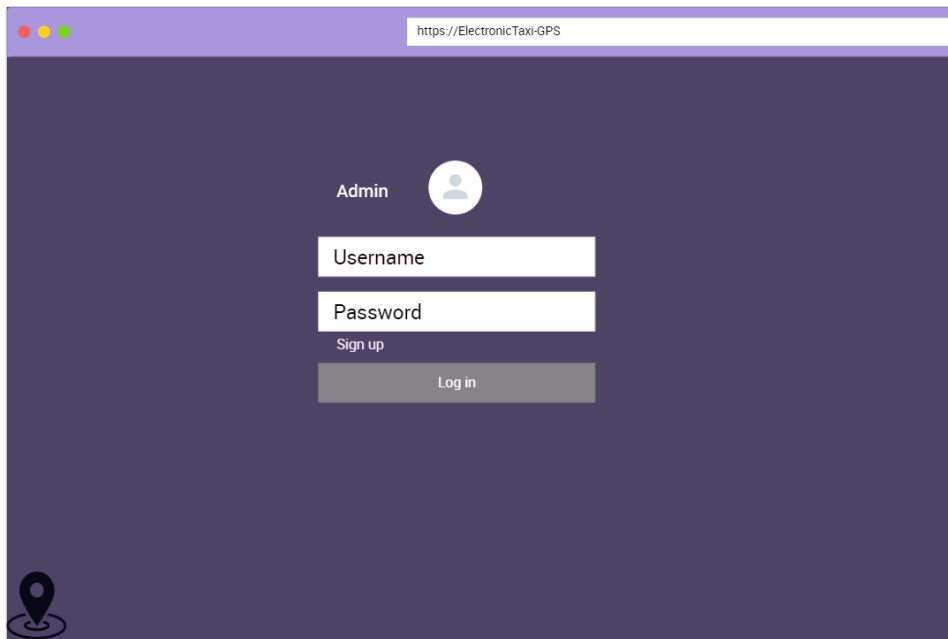 https://ElectronicTaxi-GPS
Admin
Username
Password
Sign up
Log in